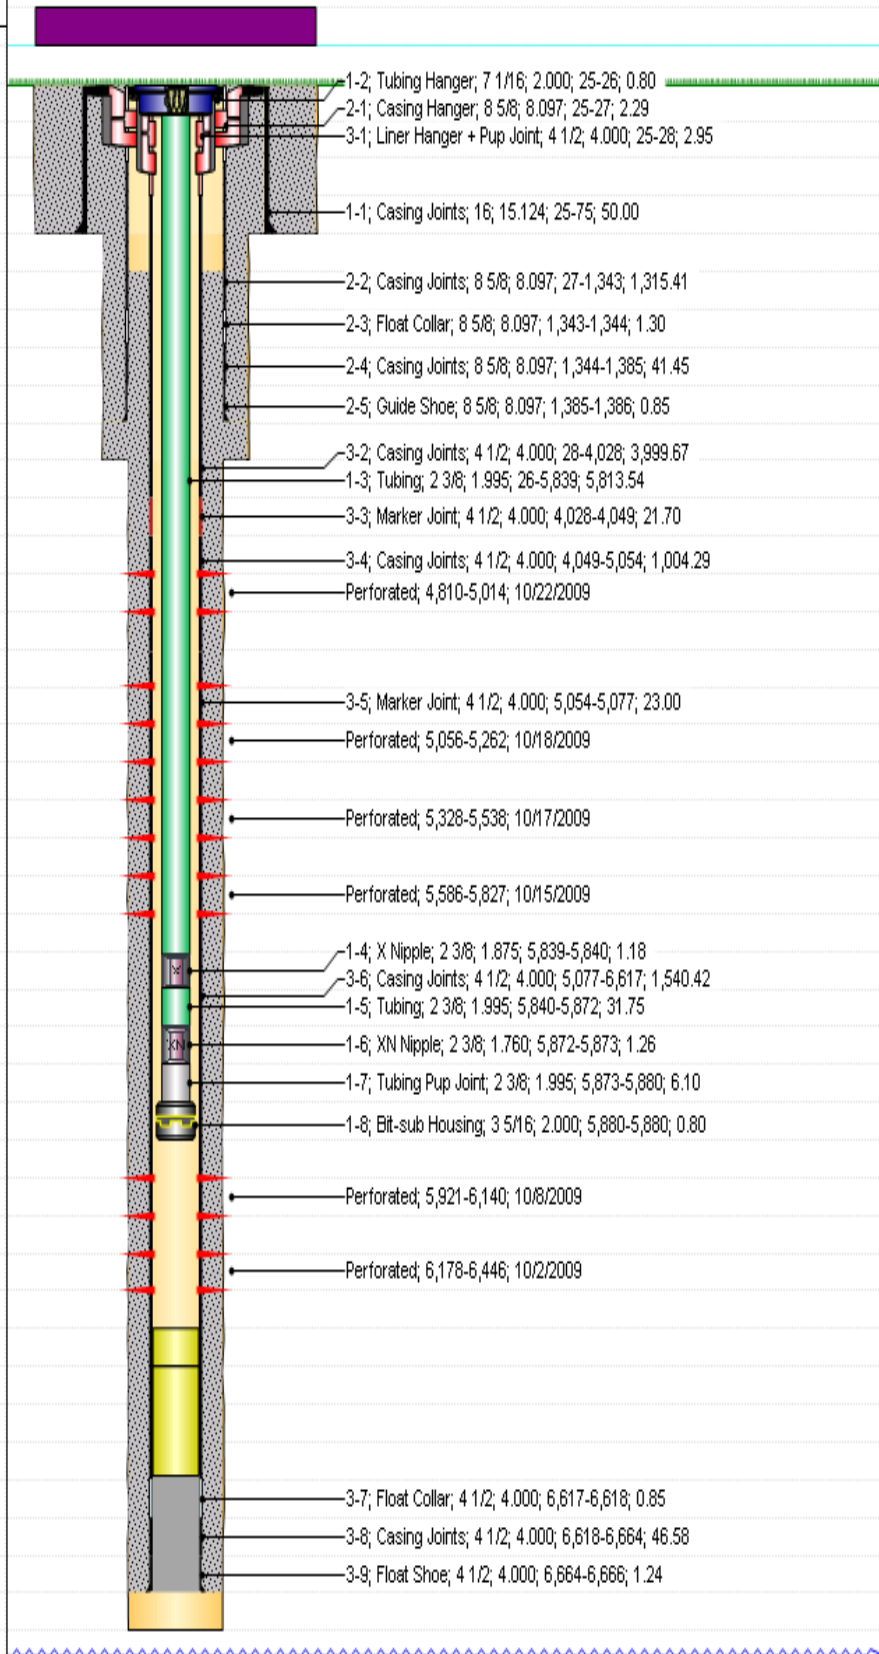 1-2; Tubing Hanger; 7 1/16; 2.000; 25-26; 0.80
2-1; Casing Hanger; 8 5/8; 8.097; 25-27; 2.29
3-1; Liner Hanger + Pup Joint; 4 1/2; 4.000; 25-28; 2.95
1-1; Casing Joints; 16; 15.124; 25-75; 50.00
2-2; Casing Joints; 8 5/8; 8.097; 27-1,343; 1,315.41
2-3; Float Collar; 8 5/8; 8.097; 1,343-1,344; 1.30
2-4; Casing Joints; 8 5/8; 8.097; 1,344-1,385; 41.45
2-5; Guide Shoe; 8 5/8; 8.097; 1,385-1,386; 0.85
3-2; Casing Joints; 4 1/2; 4.000; 28-4,028; 3,999.67
1-3; Tubing; 2 3/8; 1.995; 26-5,839; 5,813.54
3-3; Marker Joint; 4 1/2; 4.000; 4,028-4,049; 21.70
3-4; Casing Joints; 4 1/2; 4.000; 4,049-5,054; 1,004.29
Perforated; 4,810-5,014; 10/22/2009
3-5; Marker Joint; 4 1/2; 4.000; 5,054-5,077; 23.00
Perforated; 5,056-5,262; 10/18/2009
Perforated; 5,328-5,538; 10/17/2009
Perforated; 5,586-5,827; 10/15/2009
1-4; X Nipple; 2 3/8; 1.875; 5,839-5,840; 1.18
X
3-6; Casing Joints; 4 1/2; 4.000; 5,077-6,617; 1,540.42
1-5; Tubing; 2 3/8; 1.995; 5,840-5,872; 31.75
XN
1-6; XN Nipple; 2 3/8; 1.760; 5,872-5,873; 1.26
1-7; Tubing Pup Joint; 2 3/8; 1.995; 5,873-5,880; 6.10
1-8; Bit-sub Housing; 3 5/16; 2.000; 5,880-5,880; 0.80
Perforated; 5,921-6,140; 10/8/2009
Perforated; 6,178-6,446; 10/2/2009
3-7; Float Collar; 4 1/2; 4.000; 6,617-6,618; 0.85
3-8; Casing Joints; 4 1/2; 4.000; 6,618-6,664; 46.58
3-9; Float Shoe; 4 1/2; 4.000; 6,664-6,666; 1.24